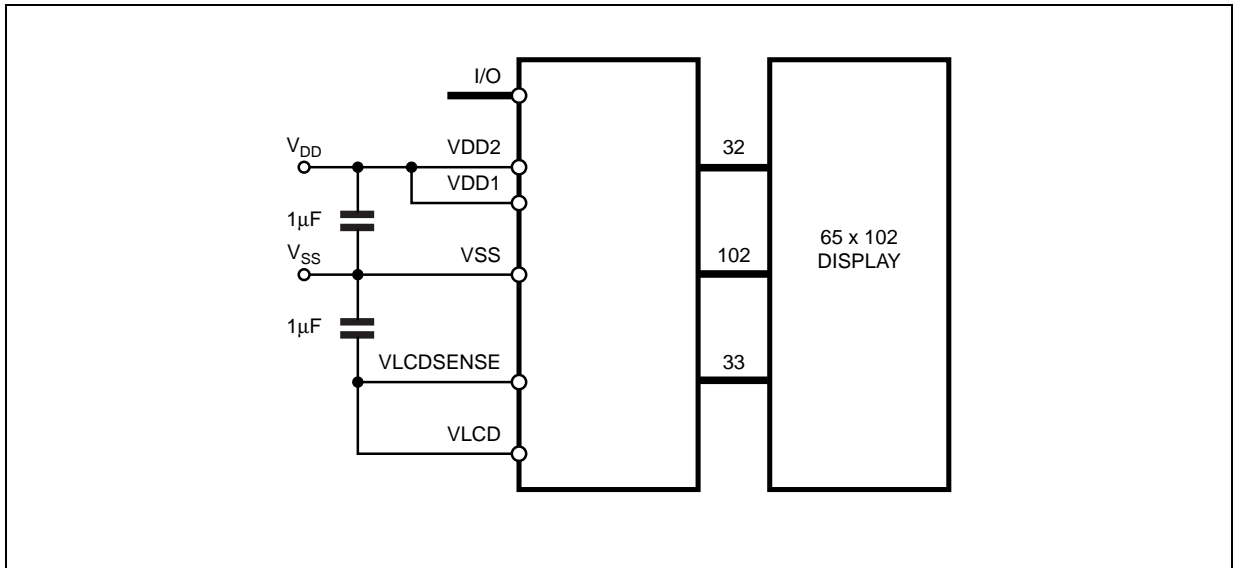 I/O
V_DD
VDD2
VDD1
1μF
V_SS
VSS
1μF
VLCDSENSE
VLCD
32
102
33
65 x 102
DISPLAY